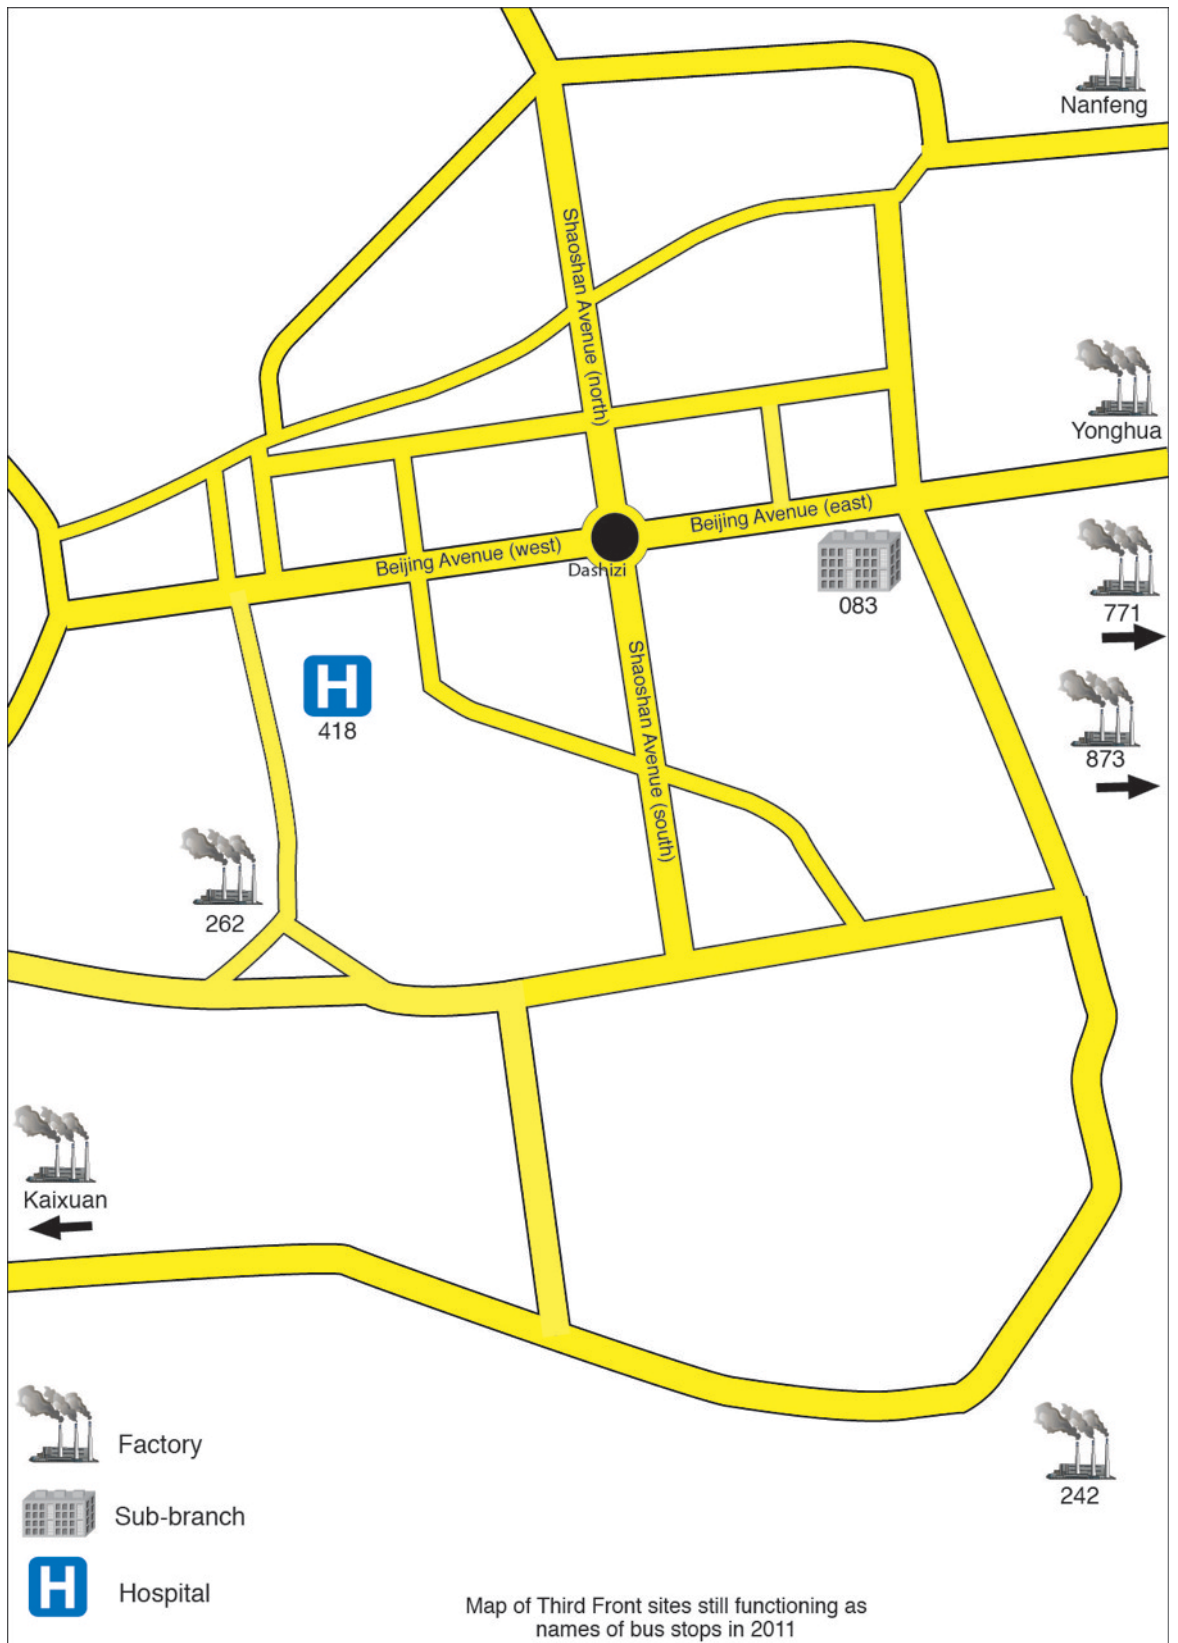 Nanfeng
Shaoshan Avenue (north)
Yonghua
Beijing Avenue (east)
Beijing Avenue (west)
Dashizi
083
771
Shaoshan Avenue (south)
418
873
262
Kaixuan
Factory
242
Sub-branch
Hospital
Map of Third Front sites still functioning as
names of bus stops in 2011